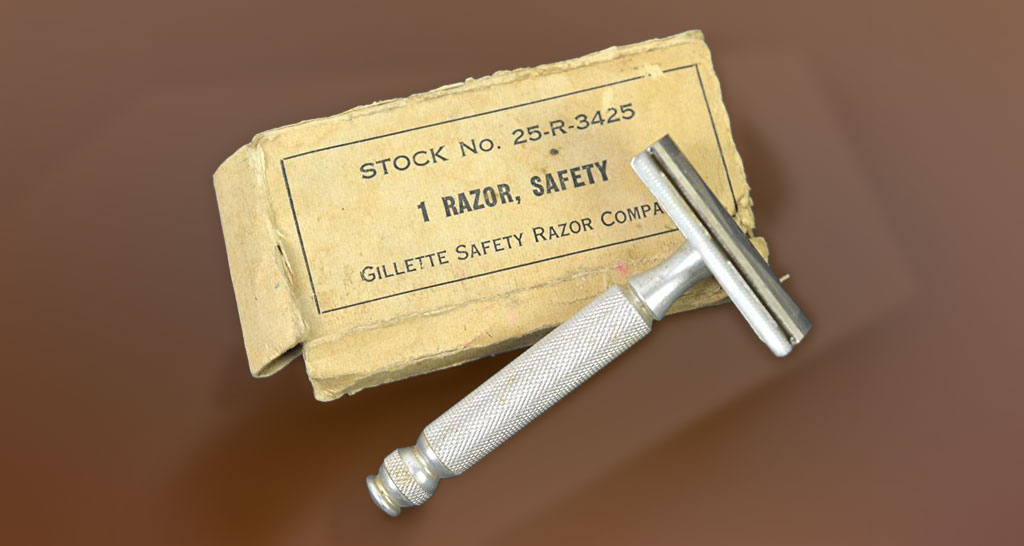 STOCK No. 25-R-3425
1 RAZOR, SAFETY
GILLETTE SAFETY RAZOR COMPA